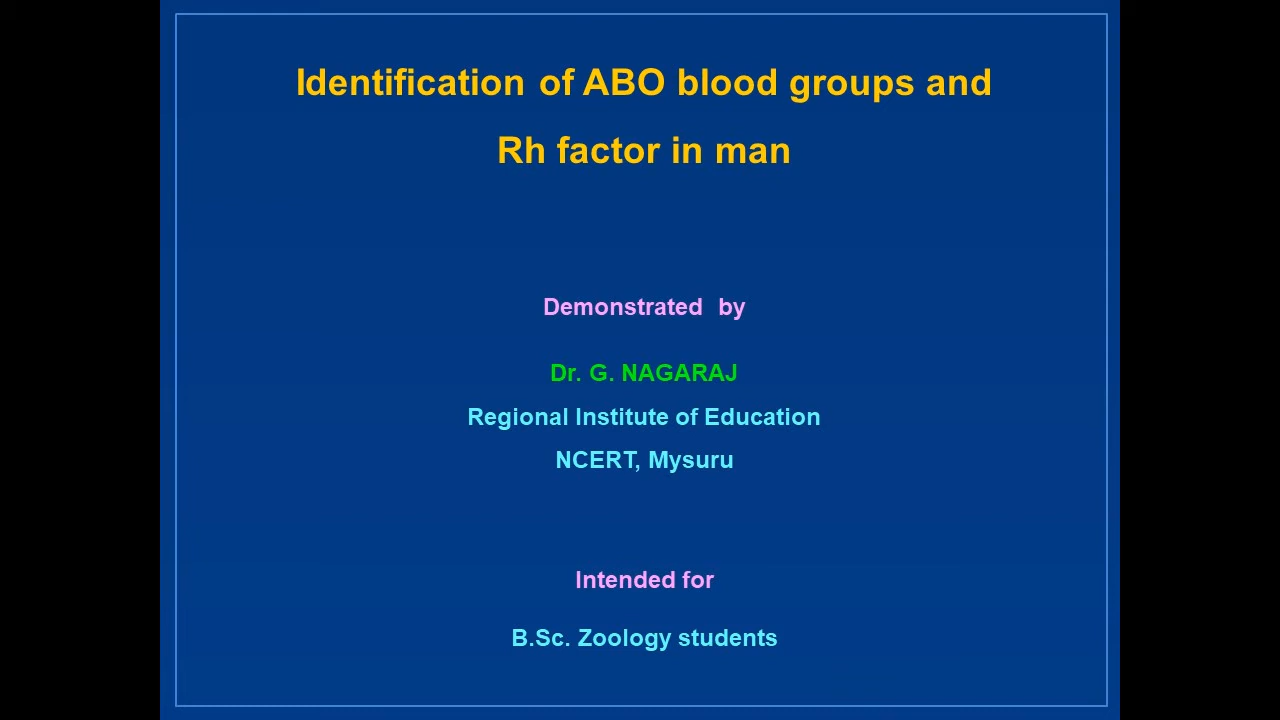 Identification of ABO blood groups and
Rh factor in man
Demonstrated by
Dr. G. NAGARAJ
Regional Institute of Education
NCERT, Mysuru
Intended for
B.Sc. Zoology students